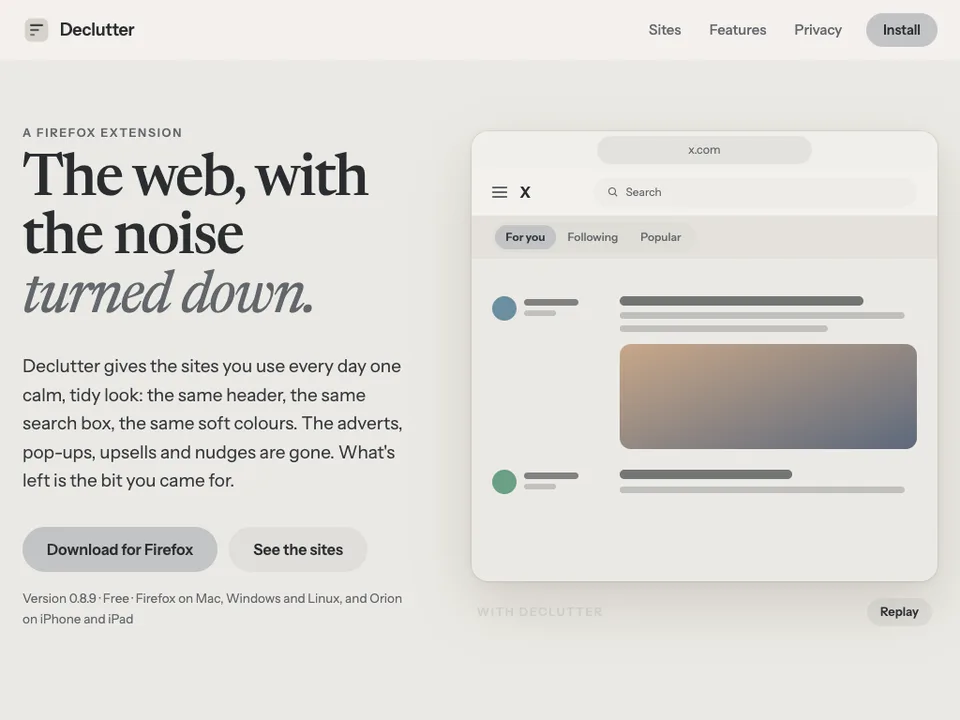 Declutter
Sites
Features
Privacy
Install
A FIREFOX EXTENSION
The web, with
the noise
turned down.
Declutter gives the sites you use every day one
calm, tidy look: the same header, the same
search box, the same soft colours. The adverts,
pop-ups, upsells and nudges are gone. What's
left is the bit you came for.
Download for Firefox
See the sites
Version 0.8.9 · Free · Firefox on Mac, Windows and Linux, and Orion
on iPhone and iPad
x.com
X
Search
For you
Following
Popular
WITH DECLUTTER
Replay